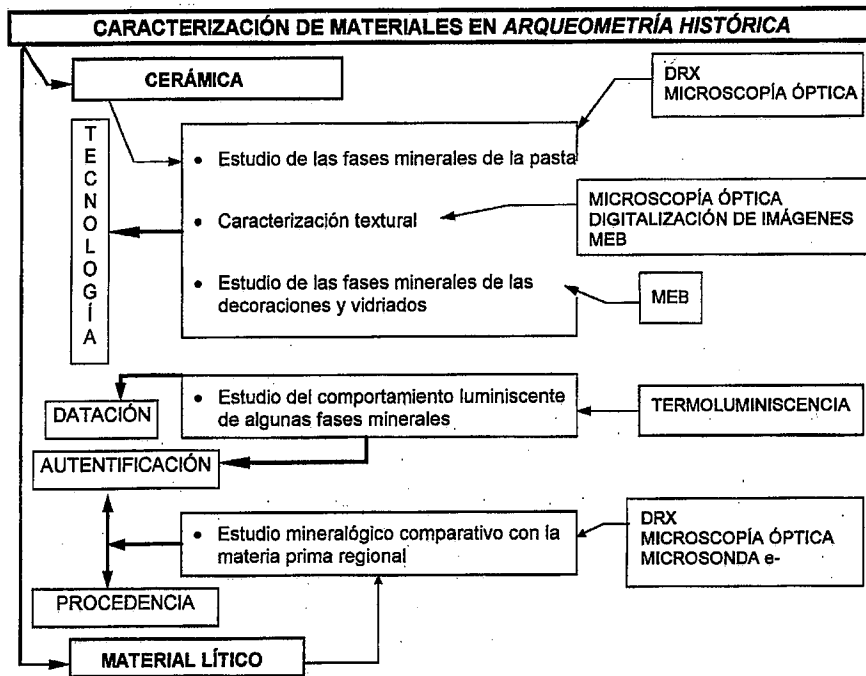 CARACTERIZACIÓN DE MATERIALES EN ARQUEOMETRÍA HISTÓRICA
CERÁMICA
DRX
MICROSCOPÍA ÓPTICA
TECNOLOGÍA
• Estudio de las fases minerales de la pasta
• Caracterización textural
MICROSCOPÍA ÓPTICA
DIGITALIZACIÓN DE IMÁGENES
MEB
• Estudio de las fases minerales de las
decoraciones y vidriados
MEB
• Estudio del comportamiento luminiscente
de algunas fases minerales
DATACIÓN
TERMOLUMINISCENCIA
AUTENTIFICACIÓN
• Estudio mineralógico comparativo con la
materia prima regional
DRX
MICROSCOPÍA ÓPTICA
MICROSONDA e-
PROCEDENCIA
MATERIAL LÍTICO